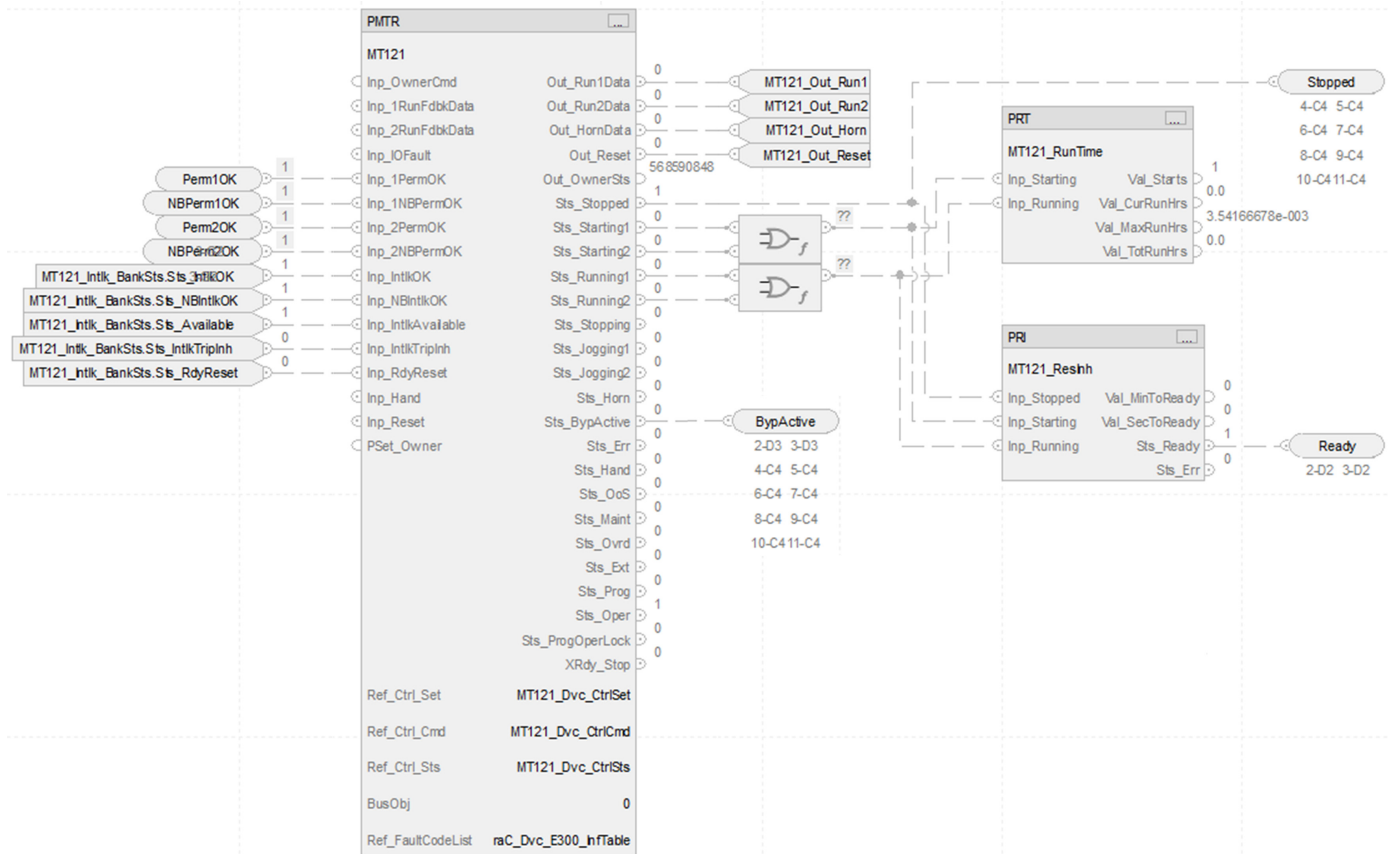 PMTR ...
MT121
Inp_OwnerCmd Out_Run1Data 0 MT121_Out_Run1
Inp_1RunFdbkData Out_Run2Data 0 MT121_Out_Run2
Inp_2RunFdbkData Out_HornData 0 MT121_Out_Horn
Inp_IOFault Out_Reset 0 MT121_Out_Reset
Perm1OK 1 Inp_1PermOK Out_OwnerSts 568590848
NBPerm1OK 1 Inp_1NBPermOK Sts_Stopped 1
Perm2OK 1 Inp_2PermOK Sts_Starting1 0
NBPerm2OK 1 Inp_2NBPermOK Sts_Starting2 0
MT121_Intlk_BankSts.Sts_IntlkOK 1 Inp_IntlkOK Sts_Running1 0
MT121_Intlk_BankSts.Sts_NBIntlkOK 1 Inp_NBIntlkOK Sts_Running2 0
MT121_Intlk_BankSts.Sts_Available 1 Inp_IntlkAvailable Sts_Stopping 0
MT121_Intlk_BankSts.Sts_IntlkTripInh 0 Inp_IntlkTripInh Sts_Jogging1 0
MT121_Intlk_BankSts.Sts_RdyReset 0 Inp_RdyReset Sts_Jogging2 0
Inp_Hand Sts_Horn 0
Inp_Reset Sts_BypActive 0 BypActive
PSet_Owner Sts_Err 0
Sts_Hand 0
Sts_OoS 0
Sts_Maint 0
Sts_Ovrd 0
Sts_Ext 0
Sts_Prog 0
Sts_Oper 1
Sts_ProgOperLock 0
XRdy_Stop 0
Ref_Ctrl_Set MT121_Dvc_CtrlSet
Ref_Ctrl_Cmd MT121_Dvc_CtrlCmd
Ref_Ctrl_Sts MT121_Dvc_CtrlSts
BusObj 0
Ref_FaultCodeList raC_Dvc_E300_InfTable
2-D3 3-D3
4-C4 5-C4
6-C4 7-C4
8-C4 9-C4
10-C4 11-C4
f ??
f ??
PRT ...
MT121_RunTime
Inp_Starting Val_Starts 1
Inp_Running Val_CurRunHrs 0.0
Val_MaxRunHrs 3.54166678e-003
Val_TotRunHrs 0.0
PRI ...
MT121_ResInh
Inp_Stopped Val_MinToReady 0
Inp_Starting Val_SecToReady 0
Inp_Running Sts_Ready 1
Sts_Err 0
Stopped
4-C4 5-C4
6-C4 7-C4
8-C4 9-C4
10-C4 11-C4
Ready
2-D2 3-D2